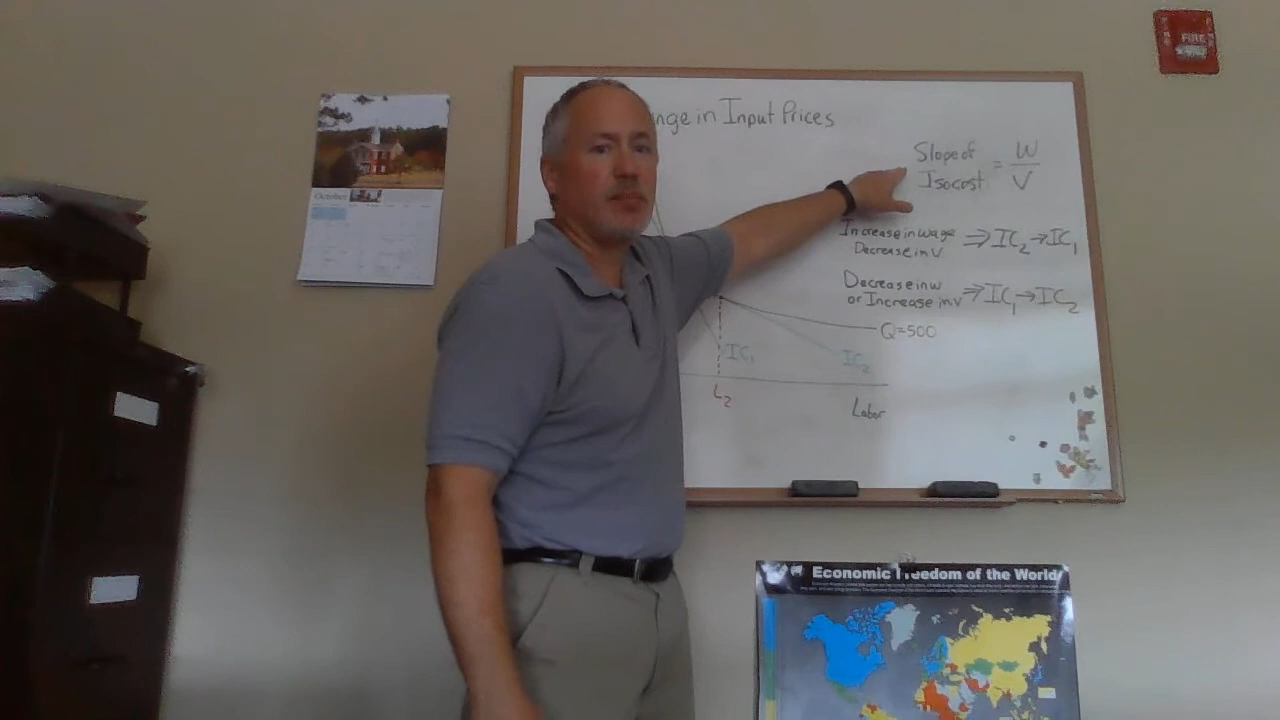 nge in Input Prices
Slope of
Isocost = W/V
Increase in wage
Decrease in V ⇒ IC₂ → IC₁
Decrease in w
or Increase in V ⇒ IC₁ → IC₂
Q=500
IC₁
IC₂
L₂
Labor
October
FIRE
Economic Freedom of the World